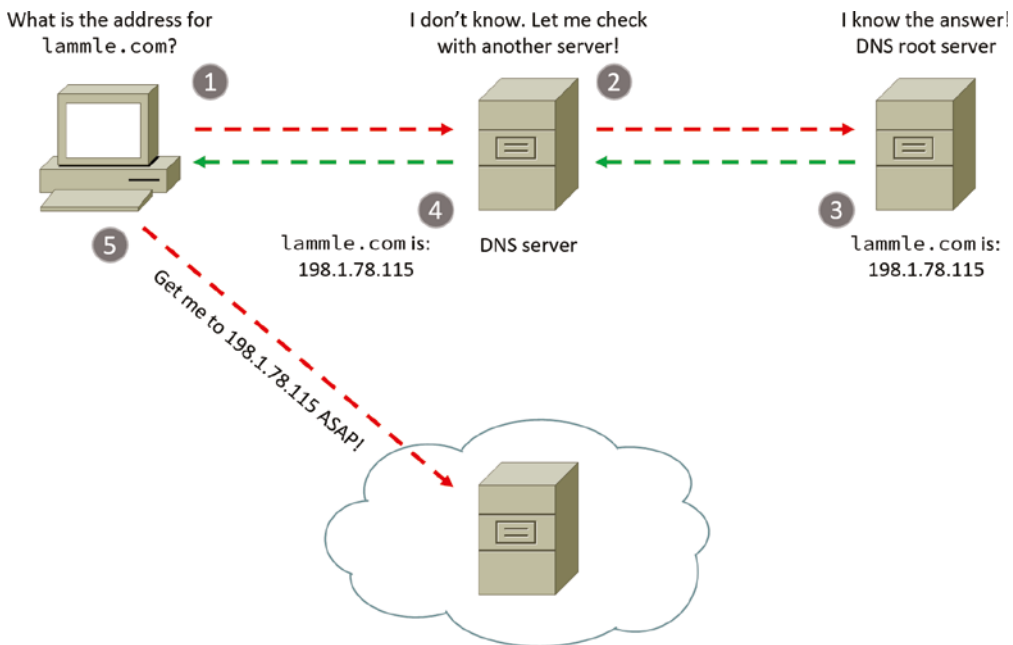 What is the address for
lammle.com?
I don't know. Let me check
with another server!
I know the answer!
DNS root server
1
2
4
3
5
lammle.com is:
198.1.78.115
DNS server
lammle.com is:
198.1.78.115
Get me to 198.1.78.115 ASAP!